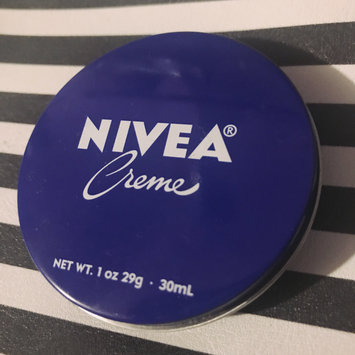 NIVEA®
Creme
NET WT. 1 oz 29g · 30mL